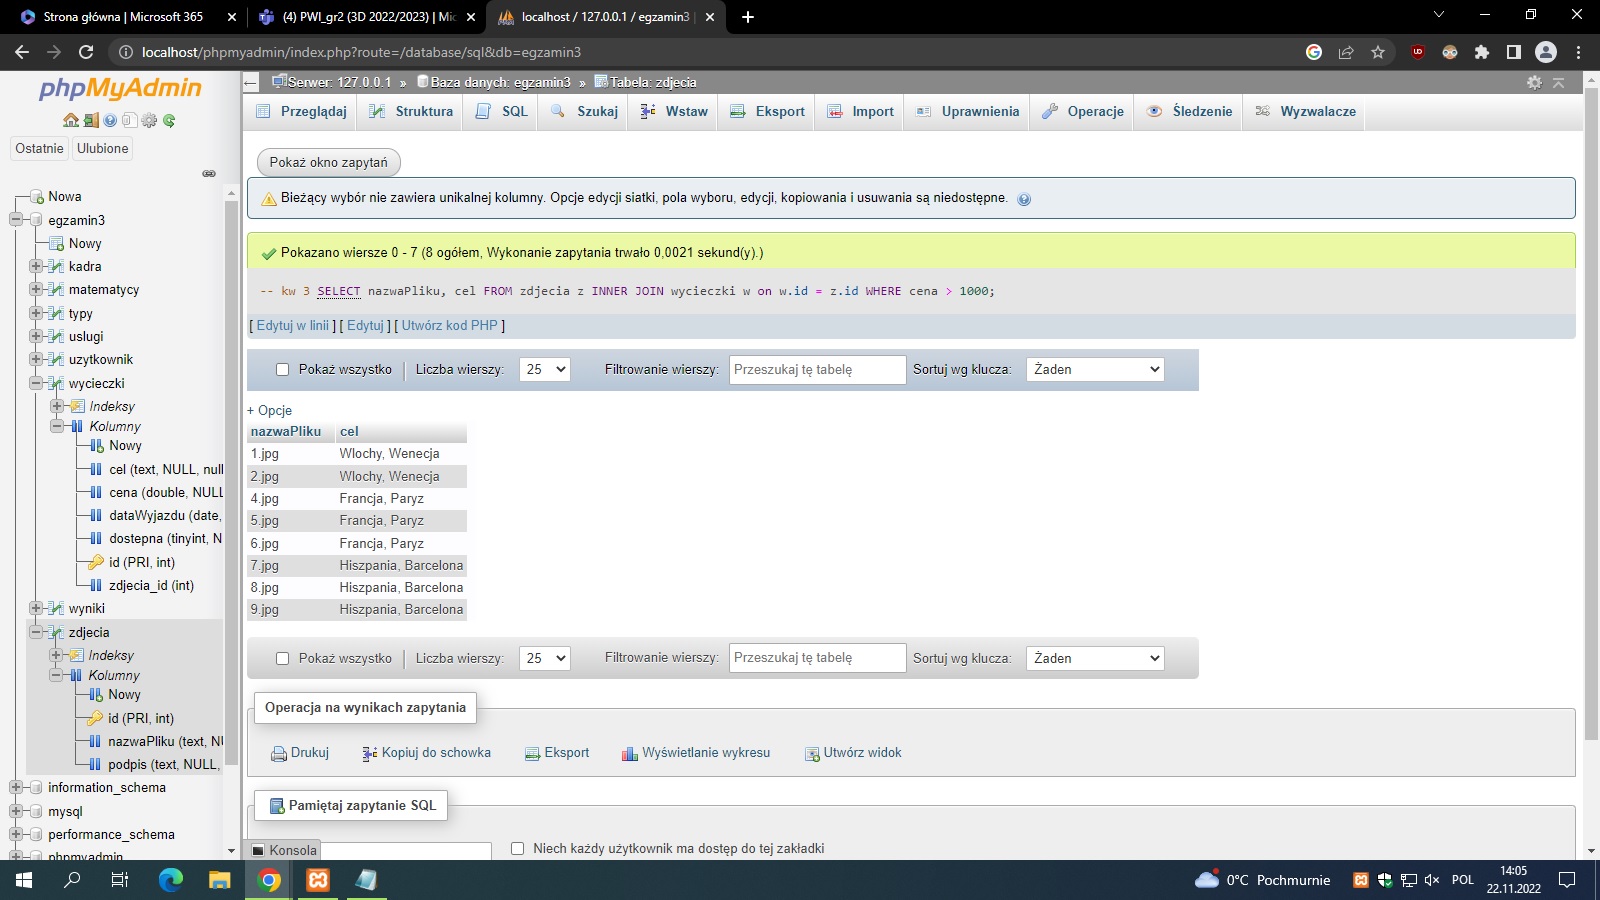 Strona główna | Microsoft 365
(4) PWI_gr2 (3D 2022/2023) | Mic
localhost / 127.0.0.1 / egzamin3
localhost/phpmyadmin/index.php?route=/database/sql&db=egzamin3
phpMyAdmin
Ostatnie
Ulubione
Nowa
egzamin3
Nowy
kadra
matematycy
typy
uslugi
uzytkownik
wycieczki
Indeksy
Kolumny
Nowy
cel (text, NULL, null
cena (double, NULL
dataWyjazdu (date,
dostepna (tinyint, N
id (PRI, int)
zdjecia_id (int)
wyniki
zdjecia
Indeksy
Kolumny
Nowy
id (PRI, int)
nazwaPliku (text, NU
podpis (text, NULL,
information_schema
mysql
performance_schema
phpmyadmin
Serwer: 127.0.0.1 » Baza danych: egzamin3 » Tabela: zdjecia
Przeglądaj
Struktura
SQL
Szukaj
Wstaw
Eksport
Import
Uprawnienia
Operacje
Śledzenie
Wyzwalacze
Pokaż okno zapytań
Bieżący wybór nie zawiera unikalnej kolumny. Opcje edycji siatki, pola wyboru, edycji, kopiowania i usuwania są niedostępne.
Pokazano wiersze 0 - 7 (8 ogółem, Wykonanie zapytania trwało 0,0021 sekund(y).)
-- kw 3 SELECT nazwaPliku, cel FROM zdjecia z INNER JOIN wycieczki w on w.id = z.id WHERE cena > 1000;
[ Edytuj w linii ] [ Edytuj ] [ Utwórz kod PHP ]
Pokaż wszystko | Liczba wierszy: 25 Filtrowanie wierszy: Przeszukaj tę tabelę Sortuj wg klucza: Żaden
+ Opcje
nazwaPliku cel
1.jpg Wlochy, Wenecja
2.jpg Wlochy, Wenecja
4.jpg Francja, Paryz
5.jpg Francja, Paryz
6.jpg Francja, Paryz
7.jpg Hiszpania, Barcelona
8.jpg Hiszpania, Barcelona
9.jpg Hiszpania, Barcelona
Pokaż wszystko | Liczba wierszy: 25 Filtrowanie wierszy: Przeszukaj tę tabelę Sortuj wg klucza: Żaden
Operacja na wynikach zapytania
Drukuj
Kopiuj do schowka
Eksport
Wyświetlanie wykresu
Utwórz widok
Pamiętaj zapytanie SQL
Konsola
Niech każdy użytkownik ma dostęp do tej zakładki
0°C Pochmurnie
POL
14:05
22.11.2022